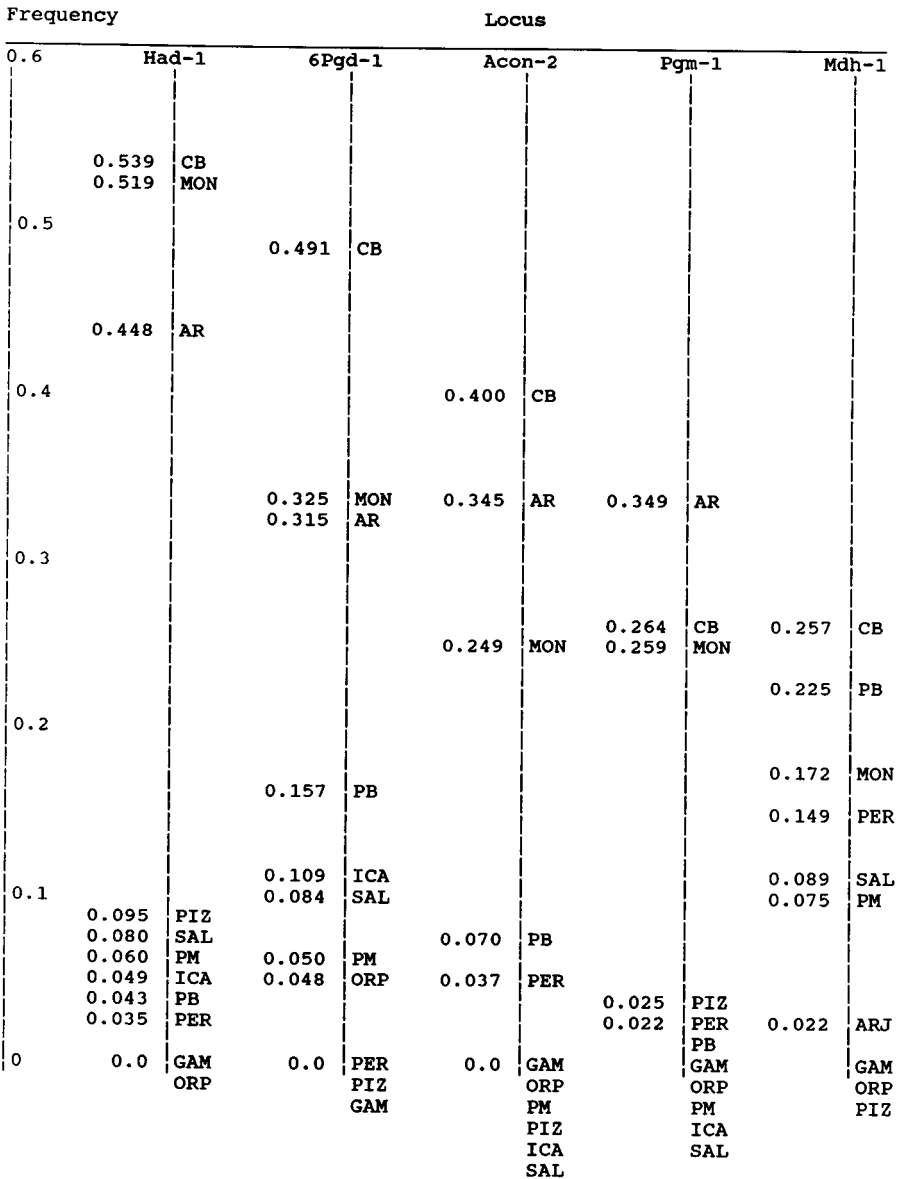 Frequency Locus
0.6 Had-1 6Pgd-1 Acon-2 Pgm-1 Mdh-1
0.539 CB
0.519 MON
0.5
0.491 CB
0.448 AR
0.4
0.400 CB
0.325 MON 0.345 AR 0.349 AR
0.315 AR
0.3
0.264 CB 0.257 CB
0.249 MON 0.259 MON
0.225 PB
0.2
0.172 MON
0.157 PB
0.149 PER
0.109 ICA 0.089 SAL
0.1 0.084 SAL 0.075 PM
0.095 PIZ
0.080 SAL 0.070 PB
0.060 PM 0.050 PM
0.049 ICA 0.048 ORP 0.037 PER
0.043 PB 0.025 PIZ
0.035 PER 0.022 PER 0.022 ARJ
PB
0 0.0 GAM 0.0 PER 0.0 GAM GAM GAM
ORP PIZ ORP ORP ORP
GAM PM PM PIZ
PIZ ICA
ICA SAL
SAL